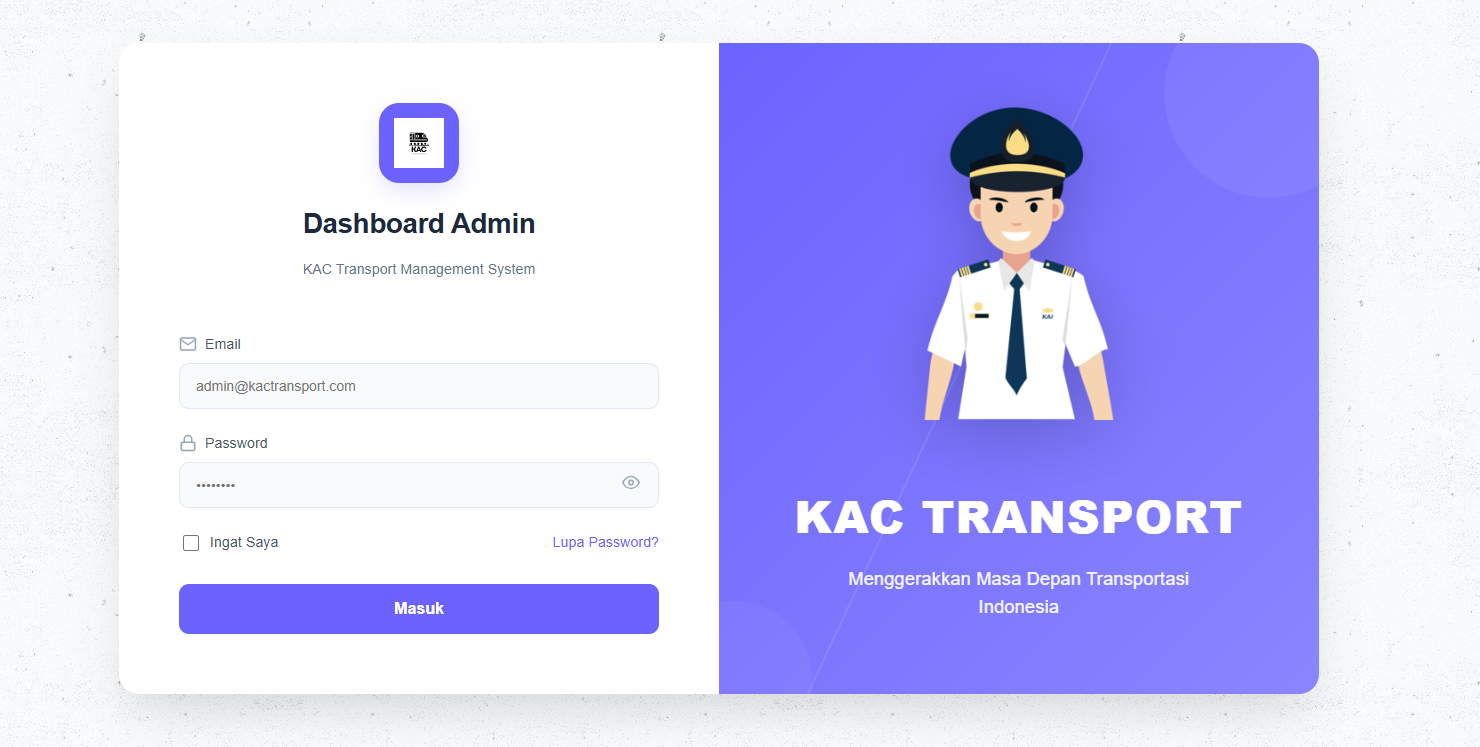 KAC
Dashboard Admin
KAC Transport Management System
Email
admin@kactransport.com
Password
••••••••
Ingat Saya
Lupa Password?
Masuk
KAI
KAC TRANSPORT
Menggerakkan Masa Depan Transportasi
Indonesia